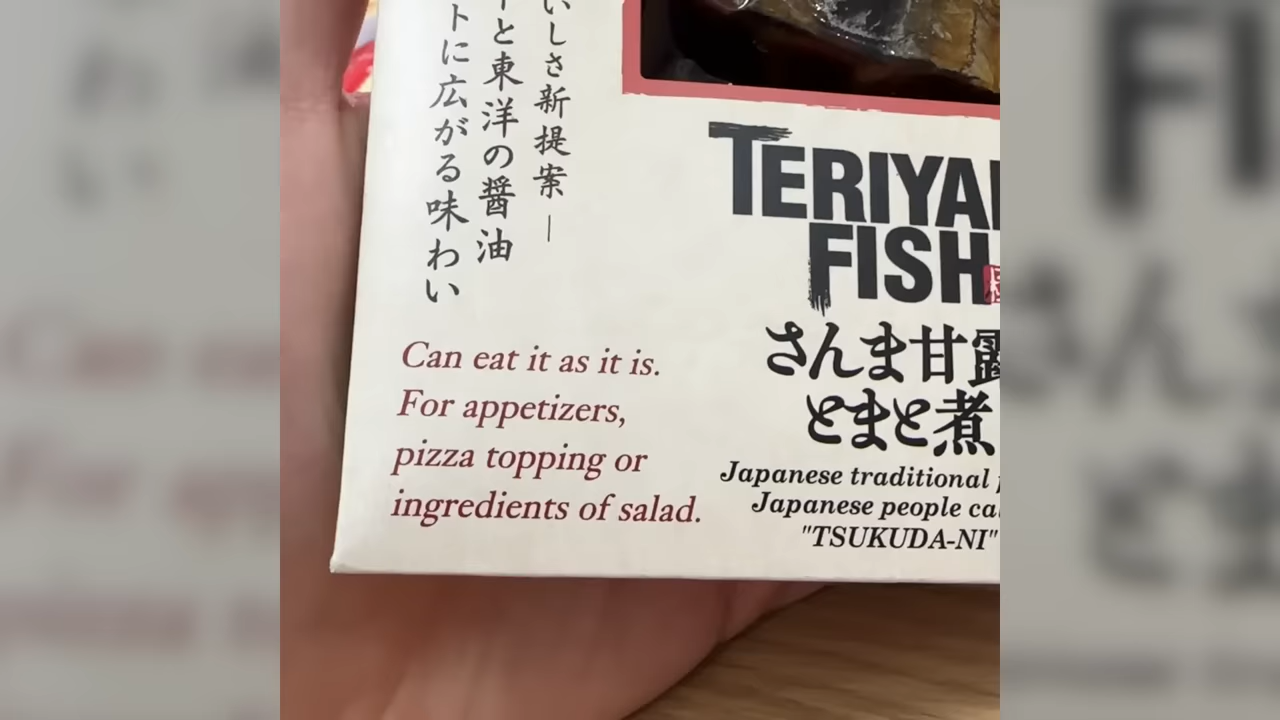 いしさ新提案｜
と東洋の醤油
トに広がる味わい
TERIYA
FISH
さんま甘露
とまと煮
Can eat it as it is.
For appetizers,
pizza topping or
ingredients of salad.
Japanese traditional
Japanese people ca
"TSUKUDA-NI"